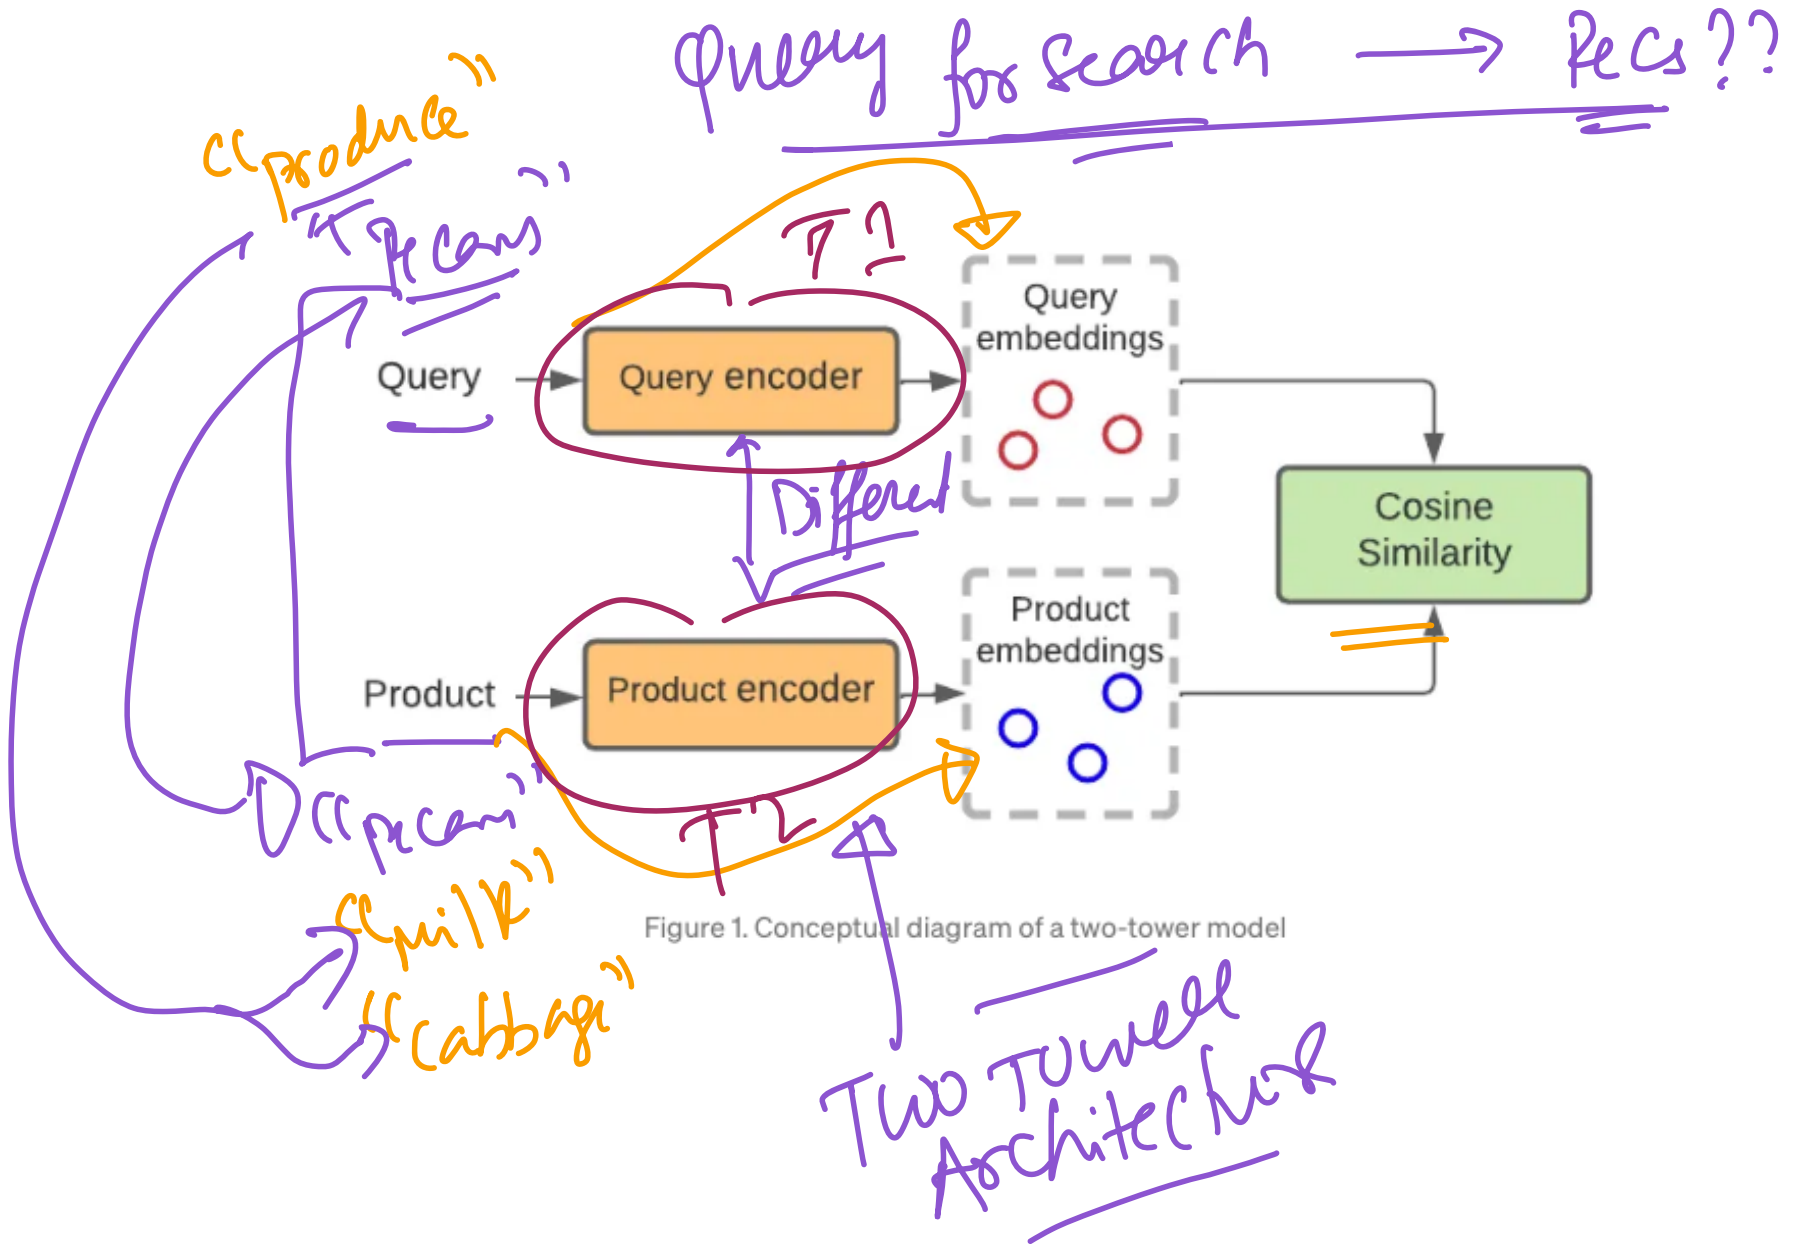 Query for search → Recs??
“produce”
“Pecans”
T1
Query
embeddings
Query
Query encoder
Different
Cosine
Similarity
Product
embeddings
Product
Product encoder
“pecans”
T2
“milk”
Figure 1. Conceptual diagram of a two-tower model
“Cabbage”
Two Tower
Architecture